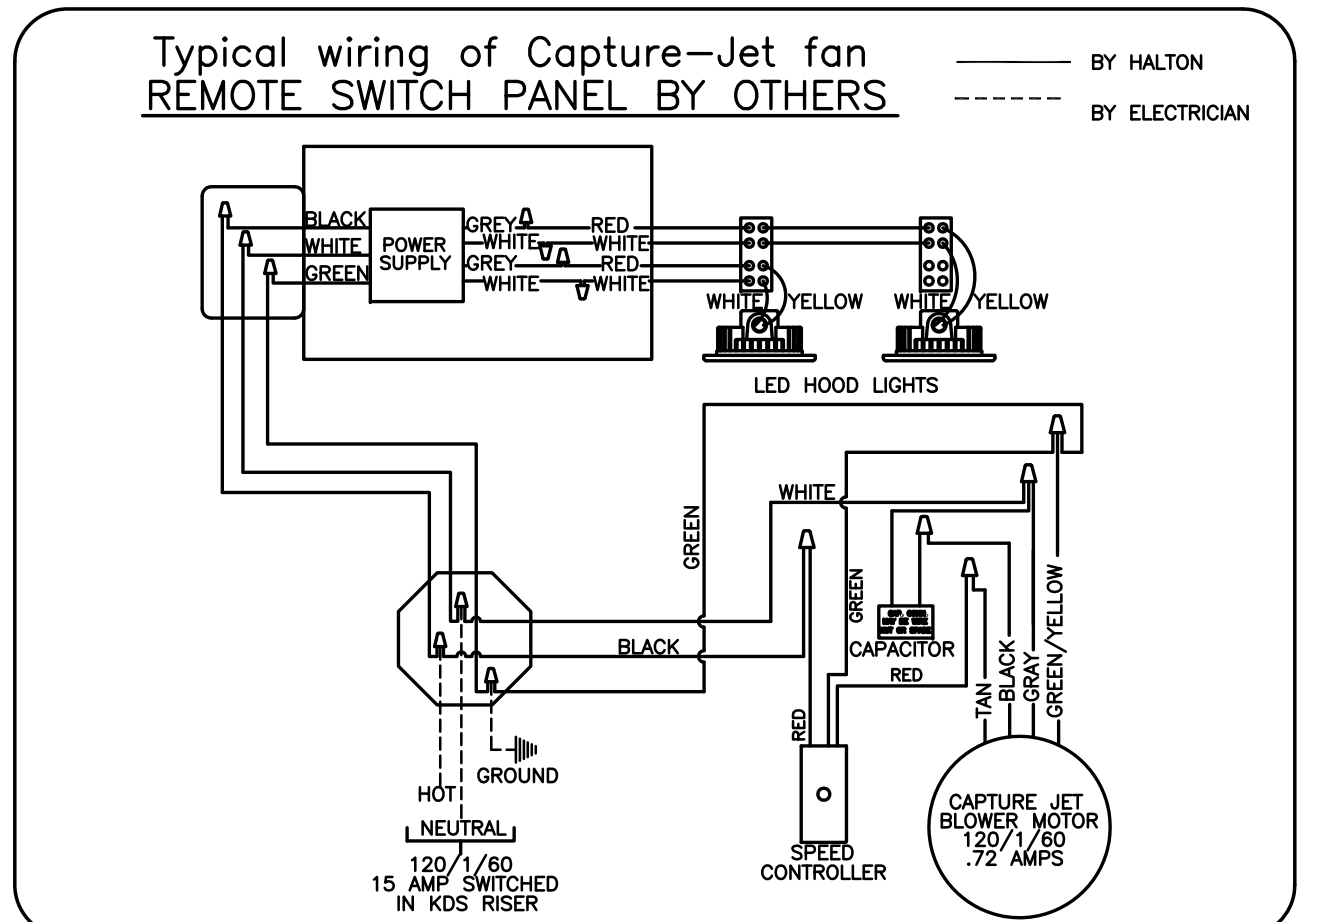 Typical wiring of Capture-Jet fan
REMOTE SWITCH PANEL BY OTHERS
BY HALTON
BY ELECTRICIAN
BLACK
WHITE
GREEN
POWER
SUPPLY
GREY
RED
WHITE
WHITE
GREY
RED
WHITE
WHITE
WHITE
YELLOW
WHITE
YELLOW
LED HOOD LIGHTS
WHITE
GREEN
GREEN
BLACK
CAPACITOR
RED
RED
TAN
BLACK
GRAY
GREEN/YELLOW
GROUND
HOT
NEUTRAL
120/1/60
15 AMP SWITCHED
IN KDS RISER
SPEED
CONTROLLER
CAPTURE JET
BLOWER MOTOR
120/1/60
.72 AMPS